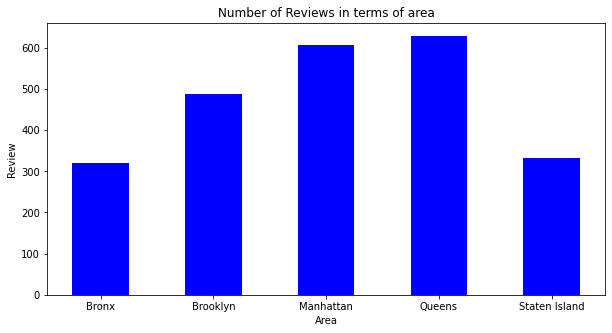 Number of Reviews in terms of area
Review
600
500
400
300
200
100
0
Bronx Brooklyn Manhattan Queens Staten Island
Area